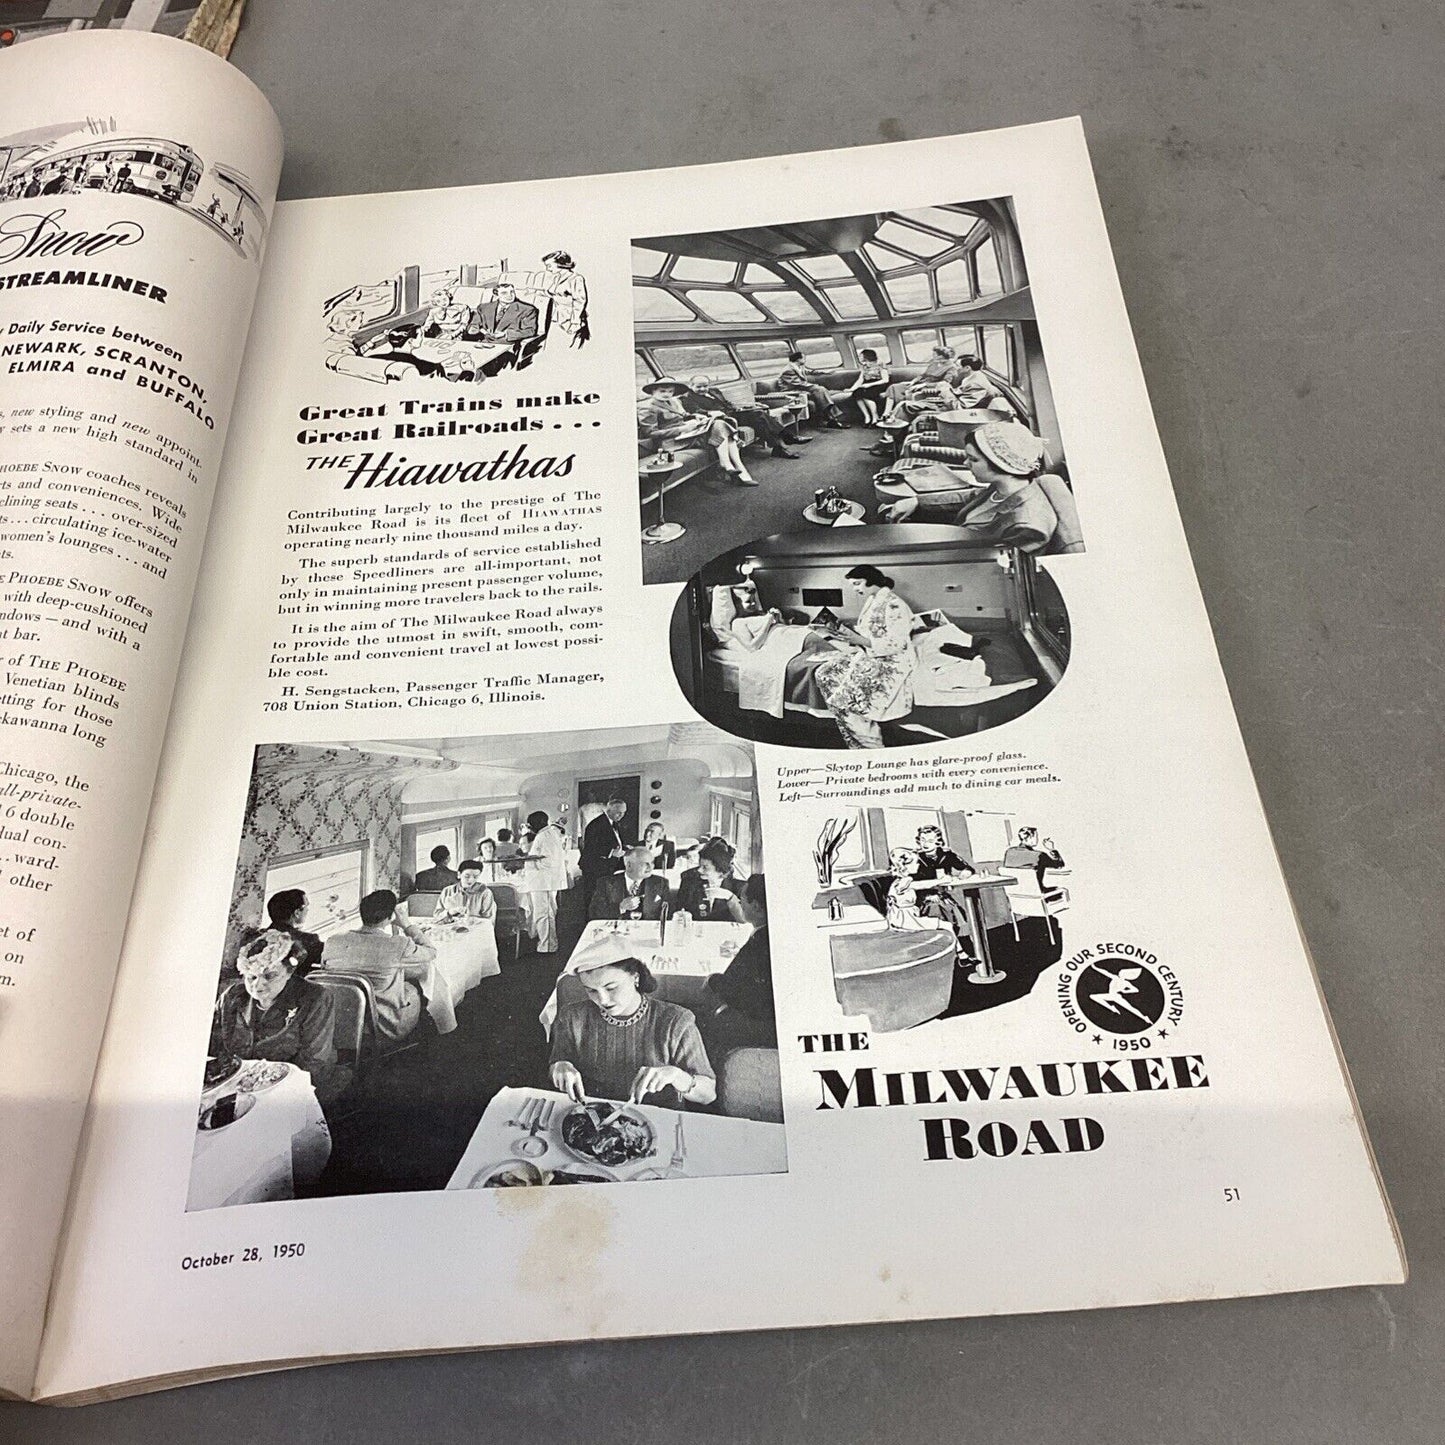 Snow
STREAMLINER
Daily Service between
NEWARK, SCRANTON,
ELMIRA and BUFFALO
new styling and new appoint-
sets a new high standard in
PHOEBE SNOW coaches reveals
and conveniences. Wide
seats . . . over-sized
. . . circulating ice-water
women's lounges . . . and
PHOEBE SNOW offers
with deep-cushioned
— and with a
bar.
of THE PHOEBE
Venetian blinds
for those
long
Chicago, the
all-private-
6 double
con-
. . ward-
other
of
on
Great Trains make
Great Railroads . . .
THE Hiawathas
Contributing largely to the prestige of The
Milwaukee Road is its fleet of HIAWATHAS
operating nearly nine thousand miles a day.
The superb standards of service established
by these Speedliners are all-important, not
only in maintaining present passenger volume,
but in winning more travelers back to the rails.
It is the aim of The Milwaukee Road always
to provide the utmost in swift, smooth, com-
fortable and convenient travel at lowest possi-
ble cost.
H. Sengstacken, Passenger Traffic Manager,
708 Union Station, Chicago 6, Illinois.
Upper—Skytop Lounge has glare-proof glass.
Lower—Private bedrooms with every convenience.
Left—Surroundings add much to dining car meals.
OPENING OUR SECOND CENTURY
★ 1950 ★
THE
MILWAUKEE
ROAD
October 28, 1950
51